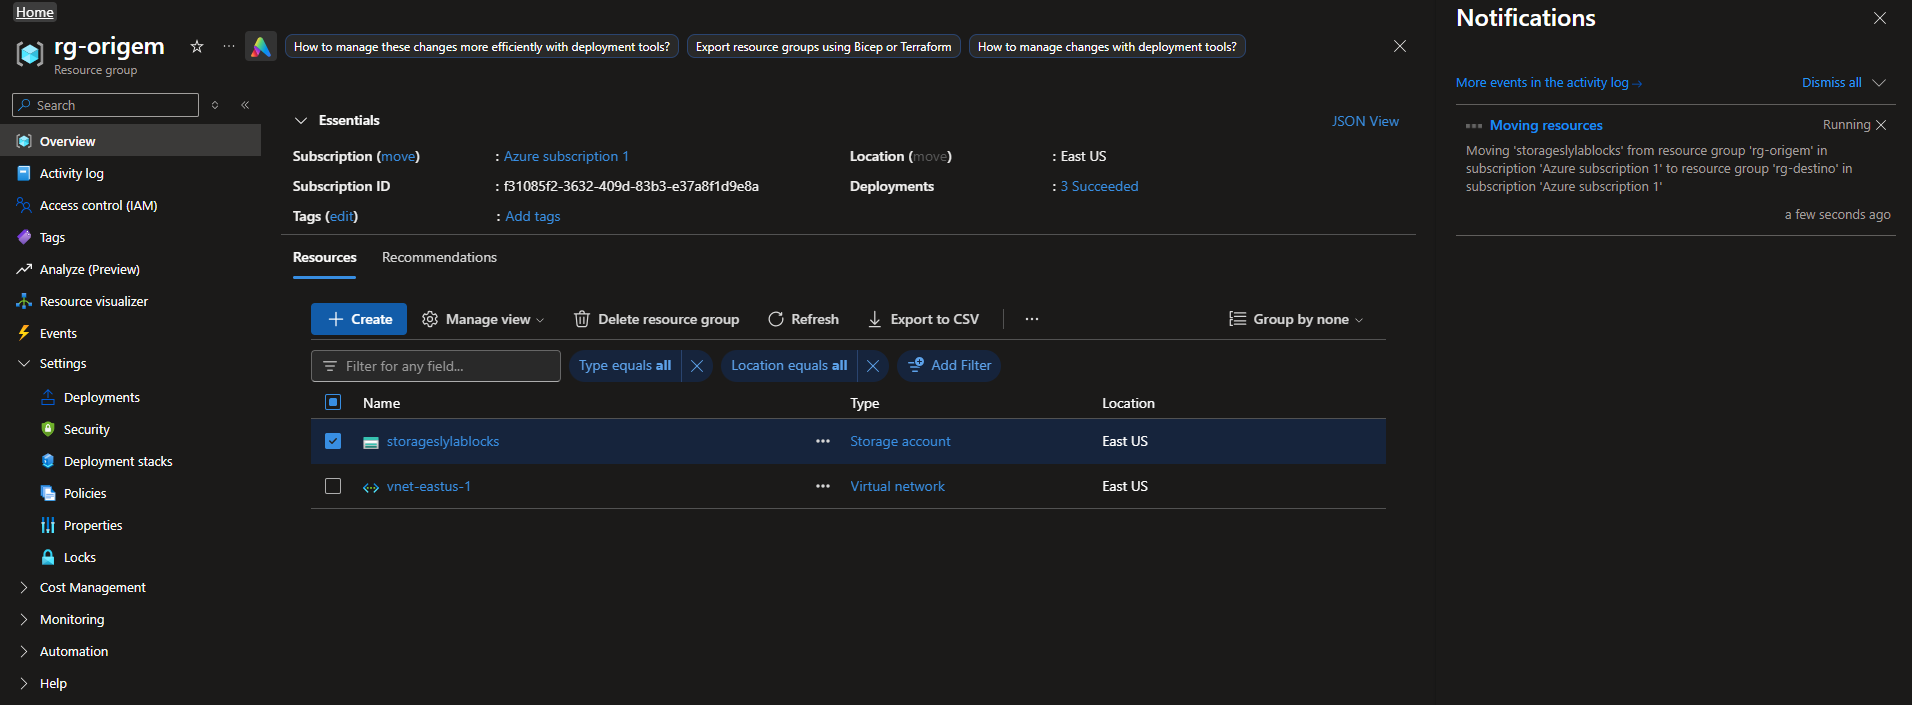 Home
rg-origem
Resource group
How to manage these changes more efficiently with deployment tools?
Export resource groups using Bicep or Terraform
How to manage changes with deployment tools?
Search
Overview
Activity log
Access control (IAM)
Tags
Analyze (Preview)
Resource visualizer
Events
Settings
Deployments
Security
Deployment stacks
Policies
Properties
Locks
Cost Management
Monitoring
Automation
Help
Essentials
JSON View
Subscription (move) : Azure subscription 1
Location (move) : East US
Subscription ID : f31085f2-3632-409d-83b3-e37a8f1d9e8a
Deployments : 3 Succeeded
Tags (edit) : Add tags
Resources Recommendations
Create Manage view Delete resource group Refresh Export to CSV Group by none
Filter for any field... Type equals all Location equals all Add Filter
Name Type Location
storageslylablocks Storage account East US
vnet-eastus-1 Virtual network East US
Notifications
More events in the activity log → Dismiss all
Moving resources Running
Moving 'storageslylablocks' from resource group 'rg-origem' in
subscription 'Azure subscription 1' to resource group 'rg-destino' in
subscription 'Azure subscription 1'
a few seconds ago